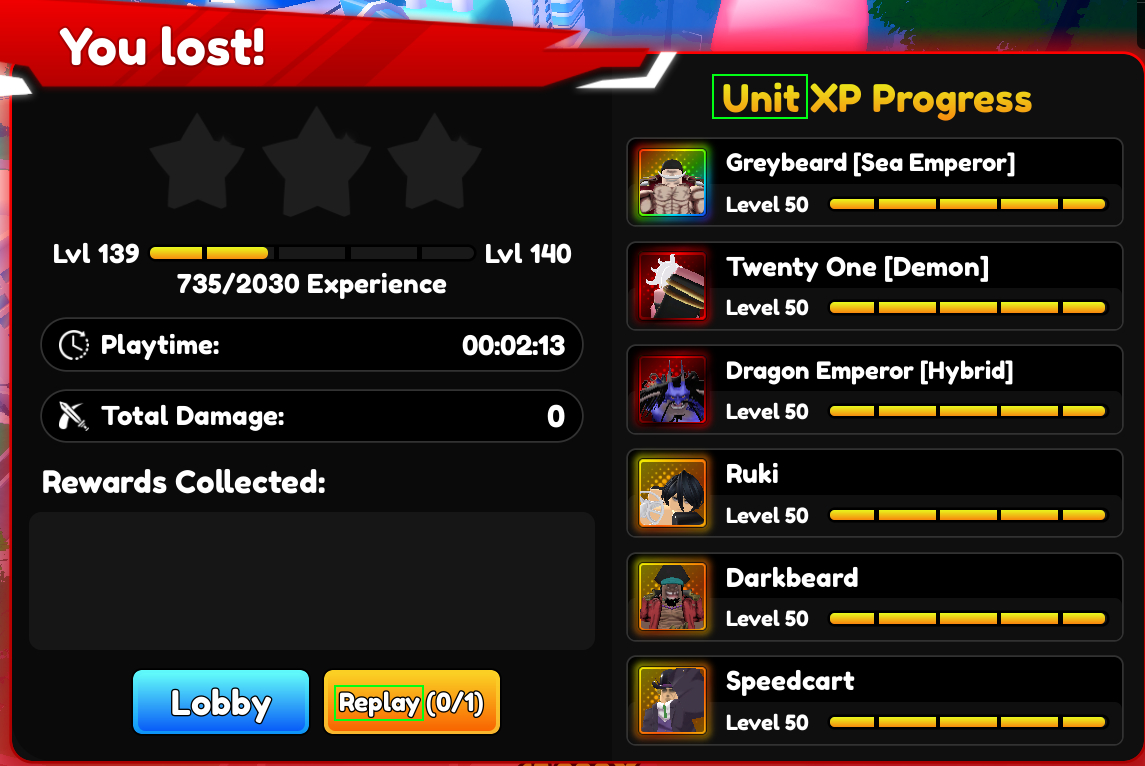 You lost!
Lvl 139
Lvl 140
735/2030 Experience
Playtime:
00:02:13
Total Damage:
0
Rewards Collected:
Lobby
Replay (0/1)
Unit XP Progress
Greybeard [Sea Emperor]
Level 50
Twenty One [Demon]
Level 50
Dragon Emperor [Hybrid]
Level 50
Ruki
Level 50
Darkbeard
Level 50
Speedcart
Level 50